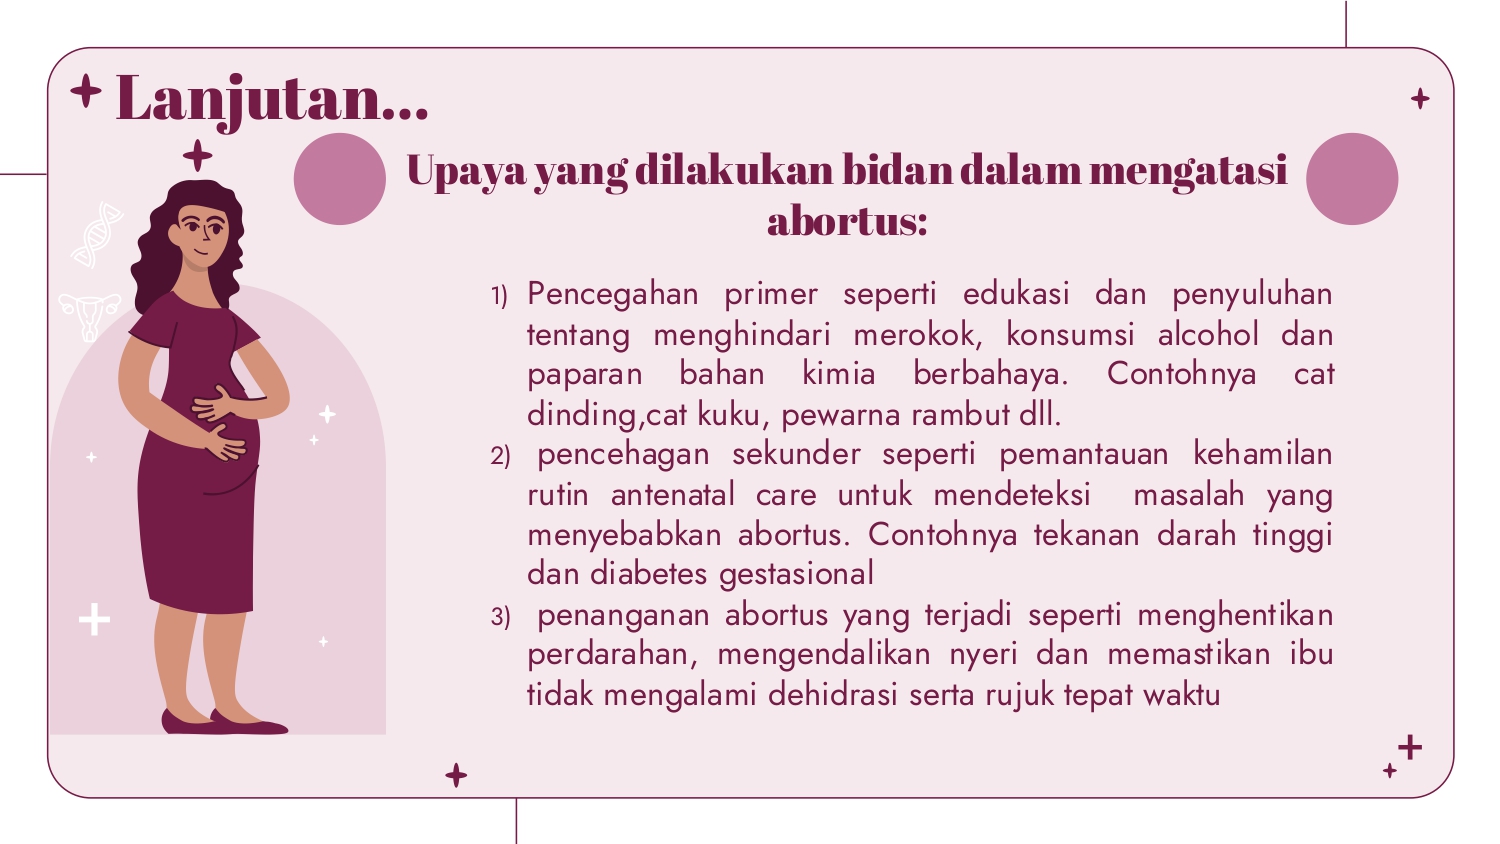 Lanjutan...
Upaya yang dilakukan bidan dalam mengatasi
abortus:
1) Pencegahan primer seperti edukasi dan penyuluhan
tentang menghindari merokok, konsumsi alcohol dan
paparan bahan kimia berbahaya. Contohnya cat
dinding,cat kuku, pewarna rambut dll.
2) pencehagan sekunder seperti pemantauan kehamilan
rutin antenatal care untuk mendeteksi masalah yang
menyebabkan abortus. Contohnya tekanan darah tinggi
dan diabetes gestasional
3) penanganan abortus yang terjadi seperti menghentikan
perdarahan, mengendalikan nyeri dan memastikan ibu
tidak mengalami dehidrasi serta rujuk tepat waktu